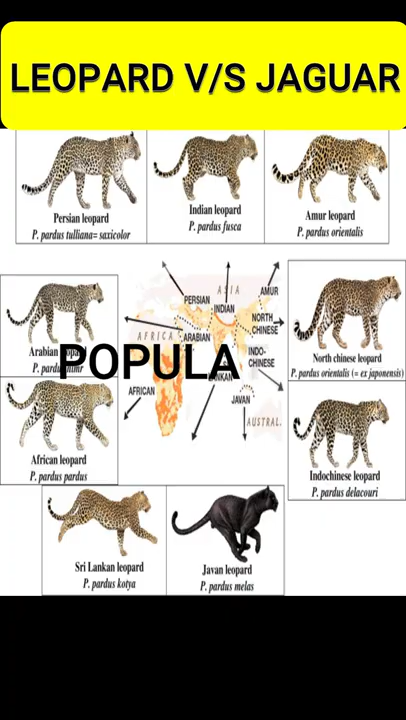 LEOPARD V/S JAGUAR
Persian leopard
P. pardus tulliana= saxicolor
Indian leopard
P. pardus fusca
Amur leopard
P. pardus orientalis
ASIA
AMUR
PERSIAN
INDIAN
NORTH
CHINESE
AFRICA
ARABIAN
INDO-
CHINESE
AFRICAN
JAVAN
AUSTRAL.
Arabian
P. pardus nimr
POPULA
North chinese leopard
P. pardus orientalis (= ex japonensis)
African leopard
P. pardus pardus
Indochinese leopard
P. pardus delacouri
Sri Lankan leopard
P. pardus kotya
Javan leopard
P. pardus melas